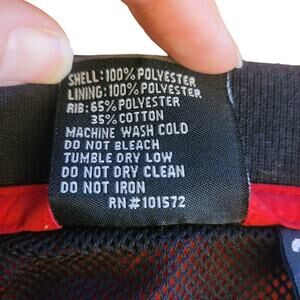 SHELL: 100% POLYESTER
LINING: 100% POLYESTER
RIB: 65% POLYESTER
35% COTTON
MACHINE WASH COLD
DO NOT BLEACH
TUMBLE DRY LOW
DO NOT DRY CLEAN
DO NOT IRON
RN#101572